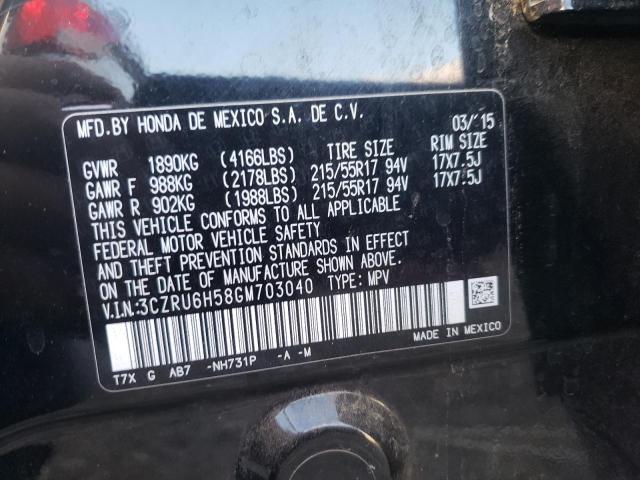 MFD.BY HONDA DE MEXICO S.A. DE C.V. 03/'15
TIRE SIZE RIM SIZE
GVWR 1890KG (4166LBS)
GAWR F 988KG (2178LBS) 215/55R17 94V 17X7.5J
GAWR R 902KG (1988LBS) 215/55R17 94V 17X7.5J
THIS VEHICLE CONFORMS TO ALL APPLICABLE
FEDERAL MOTOR VEHICLE SAFETY
AND THEFT PREVENTION STANDARDS IN EFFECT
ON THE DATE OF MANUFACTURE SHOWN ABOVE.
V.I.N:3CZRU6H58GM703040 TYPE: MPV
MADE IN MEXICO
T7X G AB7 -NH731P -A -M